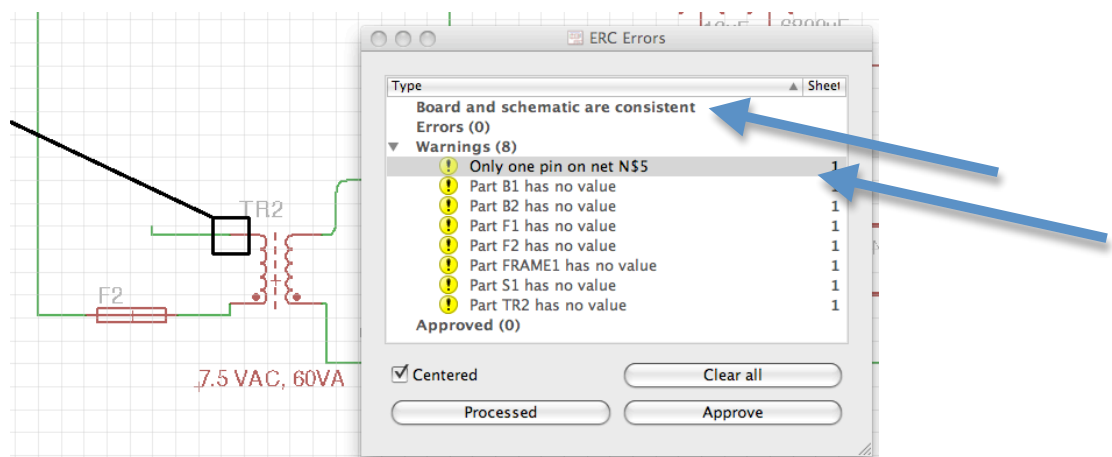 ERC Errors
Type Sheet
Board and schematic are consistent
Errors (0)
Warnings (8)
Only one pin on net N$5 1
Part B1 has no value
Part B2 has no value 1
Part F1 has no value 1
Part F2 has no value 1
Part FRAME1 has no value 1
Part S1 has no value 1
Part TR2 has no value 1
Approved (0)
Centered
Clear all
Processed
Approve
TR2
F2
7.5 VAC, 60VA